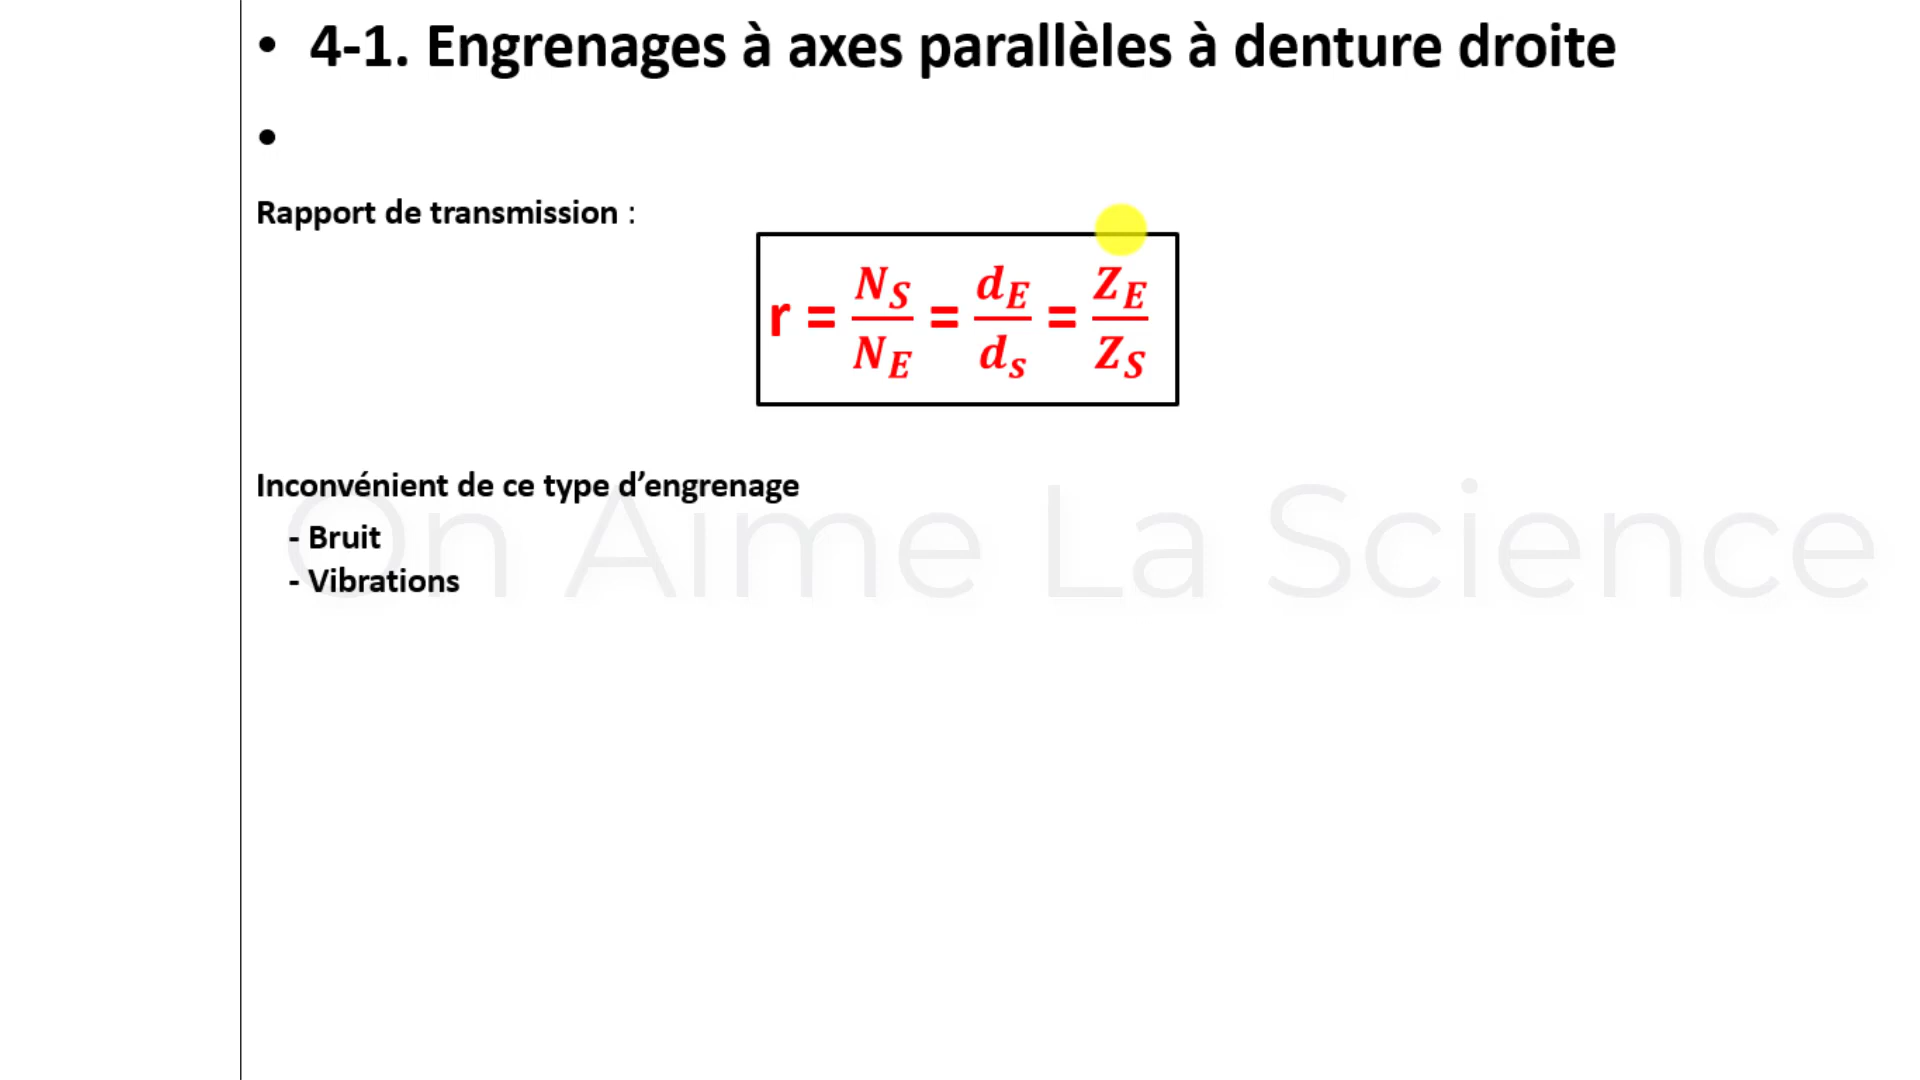 • 4-1. Engrenages à axes parallèles à denture droite
•
Rapport de transmission :
r = N_S/N_E = d_E/d_s = Z_E/Z_S
Inconvénient de ce type d’engrenage
- Bruit
- Vibrations
On Aime La Science